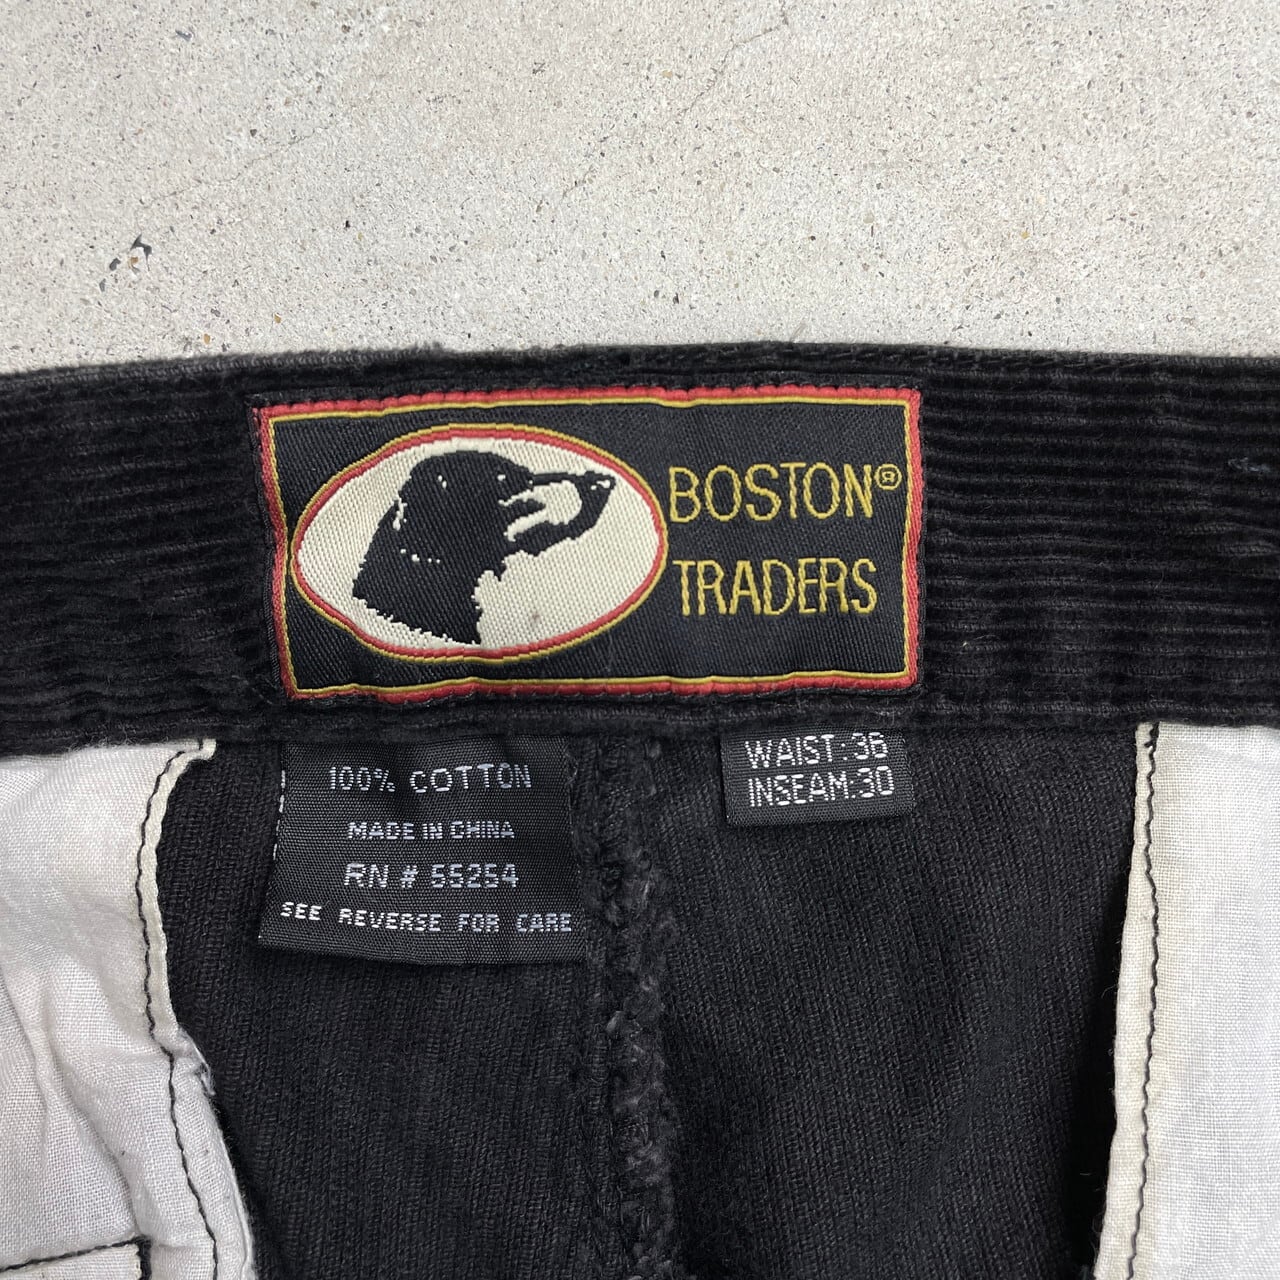 BOSTON®
TRADERS
100% COTTON
MADE IN CHINA
RN # 55254
SEE REVERSE FOR CARE
WAIST:36
INSEAM:30